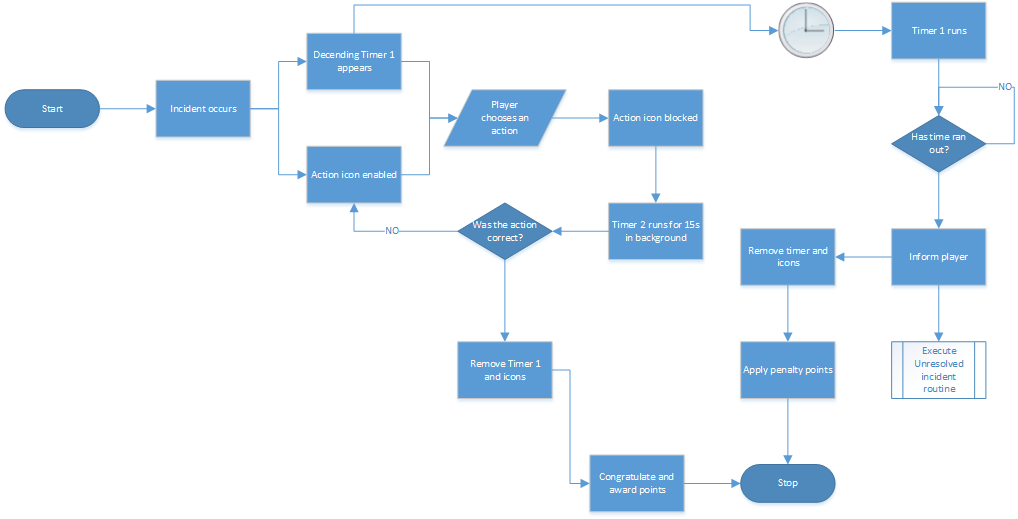 Start
Incident occurs
Decending Timer 1
appears
Action icon enabled
Player
chooses an
action
Action icon blocked
Timer 2 runs for 15s
in background
Was the action
correct?
NO
Remove Timer 1
and icons
Congratulate and
award points
Timer 1 runs
NO
Has time ran
out?
Inform player
Remove timer and
icons
Apply penalty points
Execute
Unresolved
incident
routine
Stop